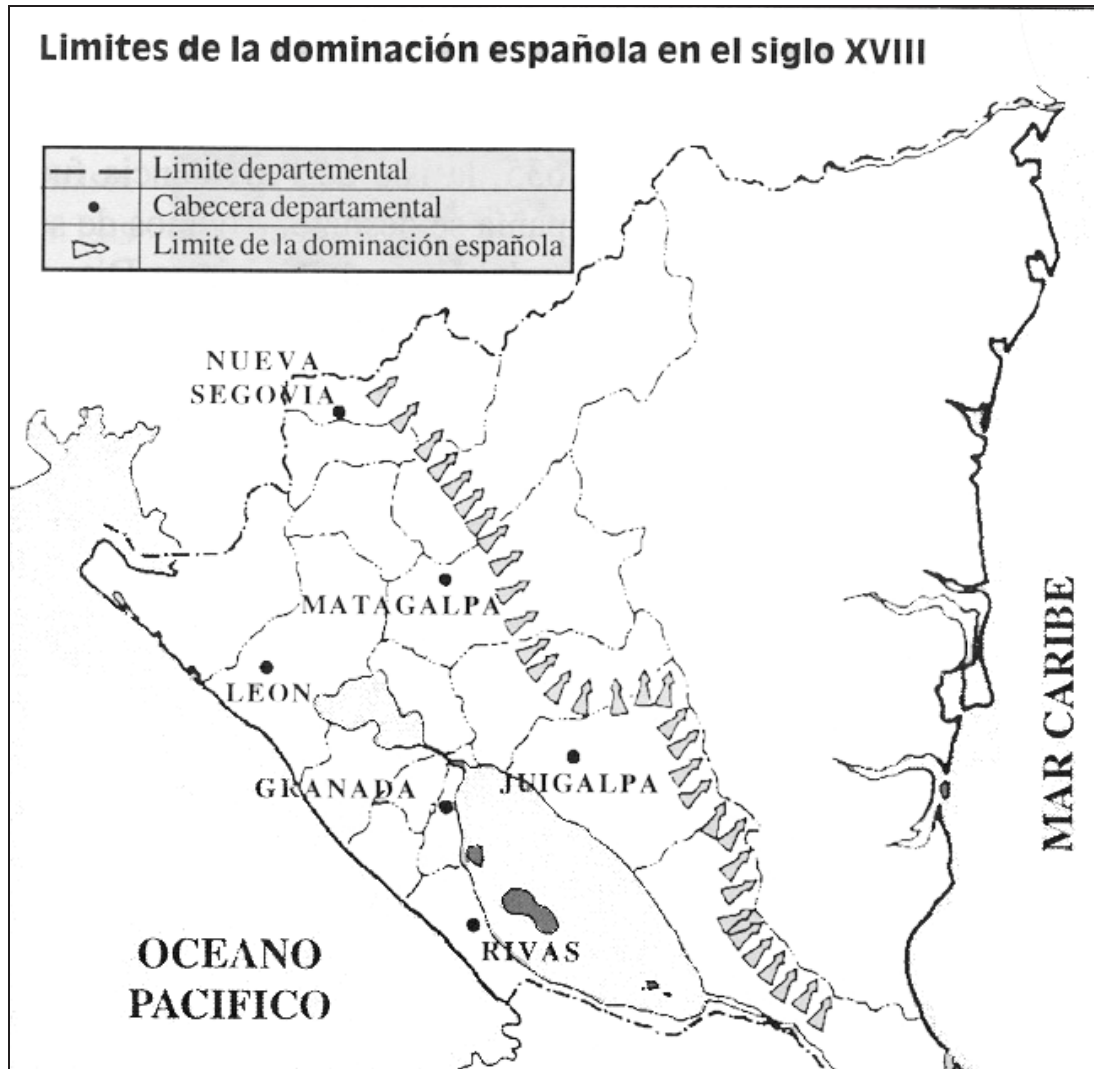 Limites de la dominación española en el siglo XVIII
Limite departemental
Cabecera departamental
Limite de la dominación española
NUEVA
SEGOVIA
MATAGALPA
LEON
GRANADA
JUIGALPA
RIVAS
OCEANO
PACIFICO
MAR CARIBE